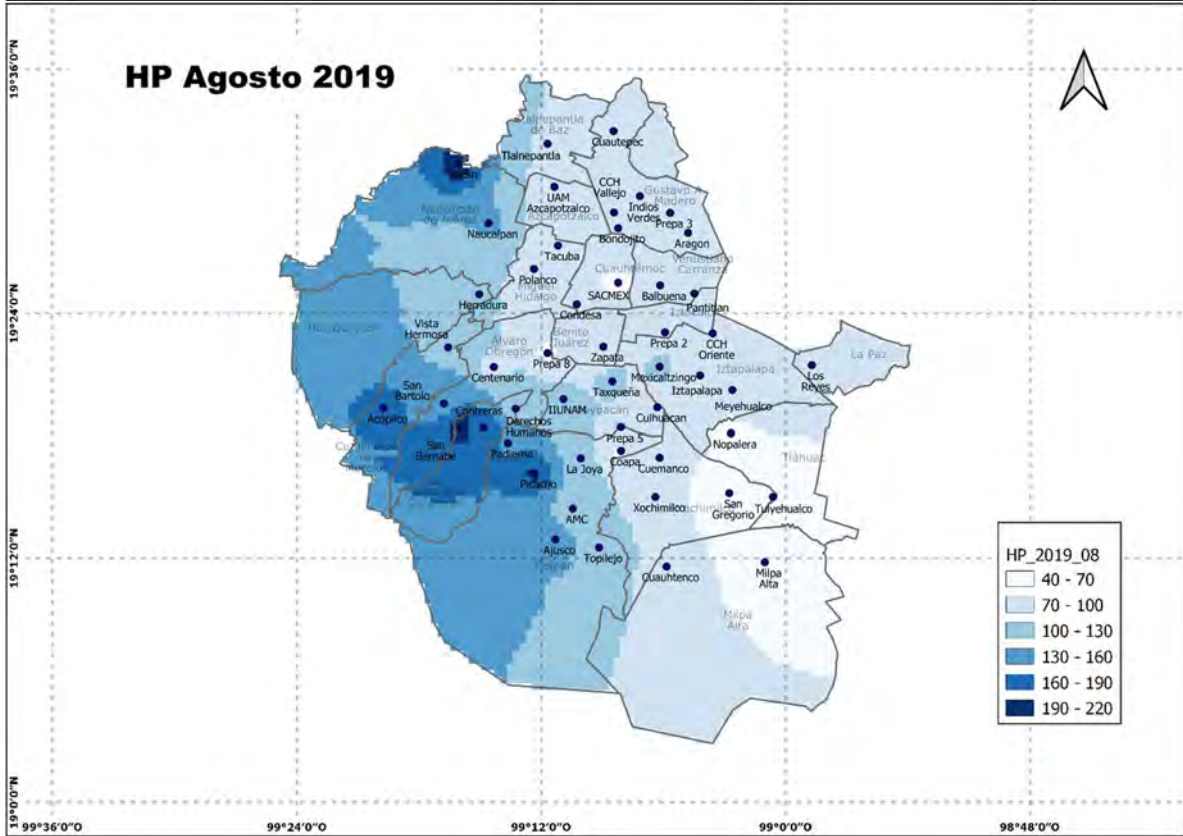 HP Agosto 2019
19°36'0"N
19°24'0"N
19°12'0"N
19°0'0"N
99°36'0"O
99°24'0"O
99°12'0"O
99°0'0"O
98°48'0"O
Tlalnepantla
de Baz
Cuautepec
Tlalnepantla
CCH
Vallejo
UAM
Azcapotzalco
Azcapotzalco
Gustavo A.
Madero
Indios
Verdes
Prepa 3
Naucalpan
de Juárez
Naucalpan
Bondojito
Aragon
Tacuba
Venustiano
Carranza
Cuauhtémoc
Polanco
Miguel
Hidalgo
SACMEX
Balbuena
Pantitlan
Herradura
Condesa
Vista
Hermosa
Álvaro
Obregón
Benito
Juárez
Prepa 8
Zapata
Prepa 2
CCH
Oriente
Iztapalapa
La Paz
Los
Reyes
Centenario
Mexicaltzingo
Taxqueña
Iztapalapa
Meyehualco
San
Bartolo
Acopilco
Contreras
Derechos
Humanos
IIUNAM
Culhuacan
San
Bernabe
Padierna
Prepa 5
Coapa
Nopalera
Tláhuac
La Joya
Cuemanco
Picacho
Xochimilco
San
Gregorio
Tulyehualco
AMC
Ajusco
Topilejo
Cuauhtenco
Milpa
Alta
Milpa
Alta
HP_2019_08
40 - 70
70 - 100
100 - 130
130 - 160
160 - 190
190 - 220